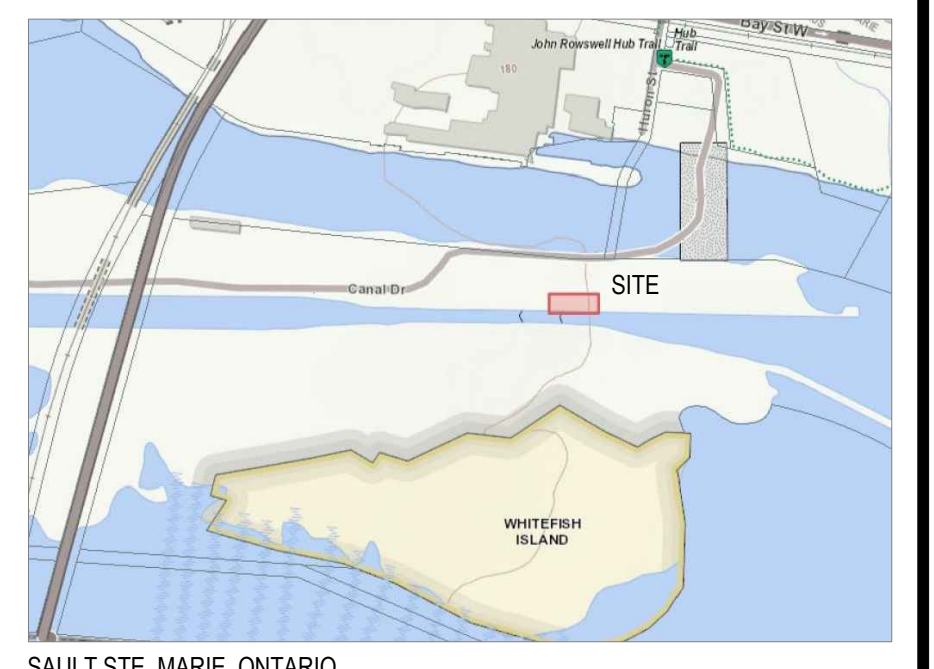 Bay St W
John Rowswell Hub Trail
Hub
Trail
180
Huron St
SITE
Canal Dr
WHITEFISH
ISLAND
SAULT STE. MARIE, ONTARIO